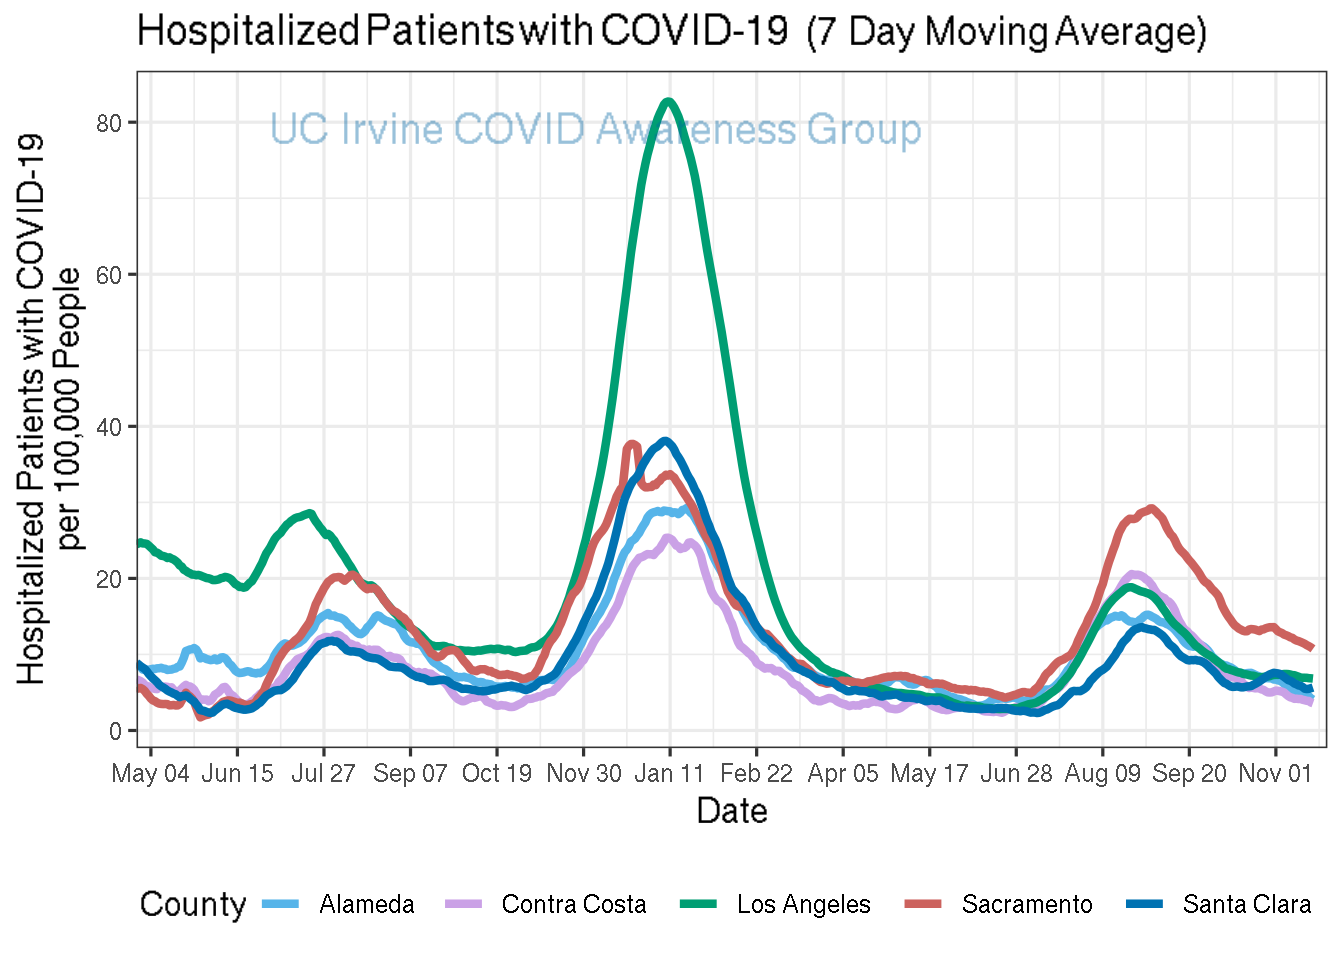 Hospitalized Patients with COVID-19 (7 Day Moving Average)
UC Irvine COVID Awareness Group
Hospitalized Patients with COVID-19
per 100,000 People
80
60
40
20
0
May 04 Jun 15 Jul 27 Sep 07 Oct 19 Nov 30 Jan 11 Feb 22 Apr 05 May 17 Jun 28 Aug 09 Sep 20 Nov 01
Date
County Alameda Contra Costa Los Angeles Sacramento Santa Clara